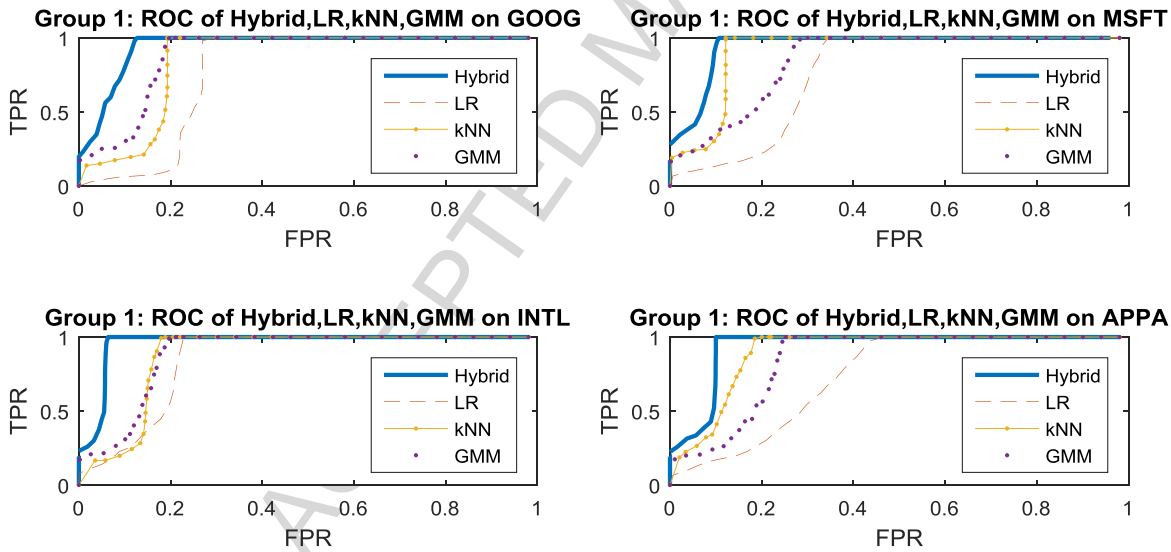 Group 1: ROC of Hybrid,LR,kNN,GMM on GOOG
1
0.5
0
TPR
0
0.2
0.4
0.6
0.8
1
FPR
Hybrid
LR
kNN
GMM
Group 1: ROC of Hybrid,LR,kNN,GMM on MSFT
1
0.5
0
TPR
0
0.2
0.4
0.6
0.8
1
FPR
Hybrid
LR
kNN
GMM
Group 1: ROC of Hybrid,LR,kNN,GMM on INTL
1
0.5
0
TPR
0
0.2
0.4
0.6
0.8
1
FPR
Hybrid
LR
kNN
GMM
Group 1: ROC of Hybrid,LR,kNN,GMM on APPA
1
0.5
0
TPR
0
0.2
0.4
0.6
0.8
1
FPR
Hybrid
LR
kNN
GMM
ACCEPTED MA